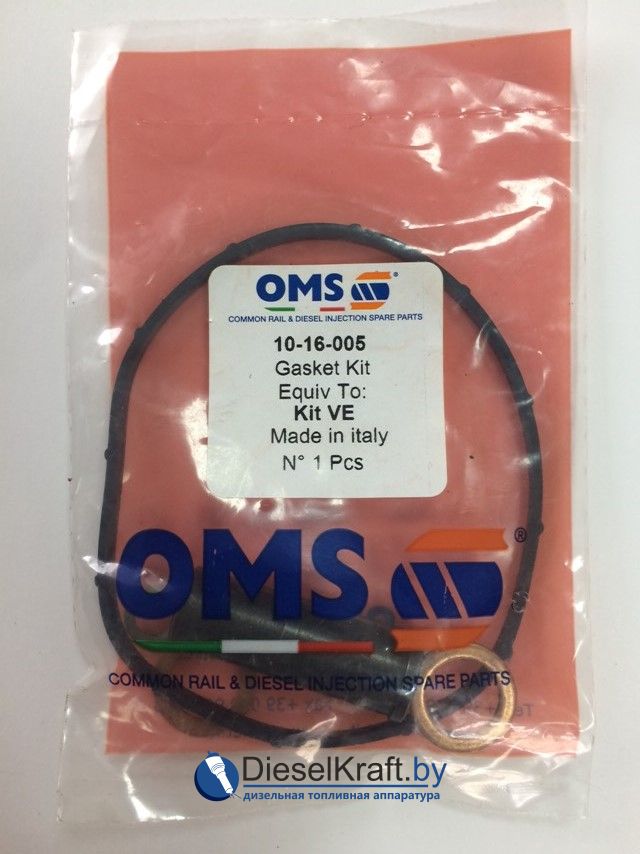 OMS®
COMMON RAIL & DIESEL INJECTION SPARE PARTS
10-16-005
Gasket Kit
Equiv To:
Kit VE
Made in italy
N° 1 Pcs
OMS®
COMMON RAIL & DIESEL INJECTION SPARE PARTS
DieselKraft.by
дизельная топливная аппаратура